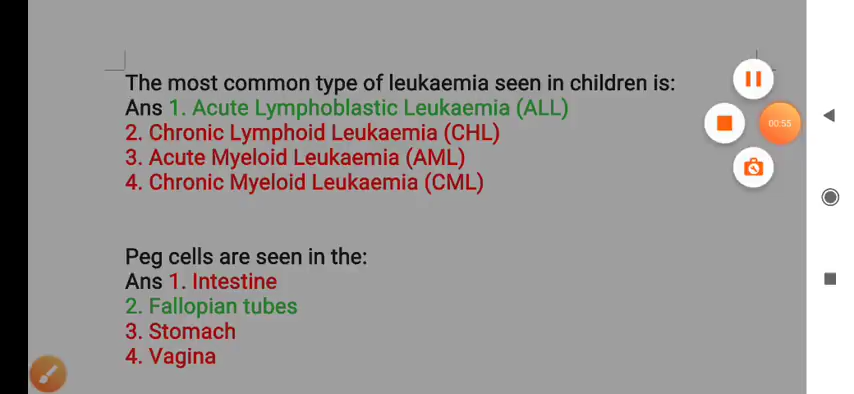 The most common type of leukaemia seen in children is:
Ans 1. Acute Lymphoblastic Leukaemia (ALL)
2. Chronic Lymphoid Leukaemia (CHL)
3. Acute Myeloid Leukaemia (AML)
4. Chronic Myeloid Leukaemia (CML)
Peg cells are seen in the:
Ans 1. Intestine
2. Fallopian tubes
3. Stomach
4. Vagina
00:55